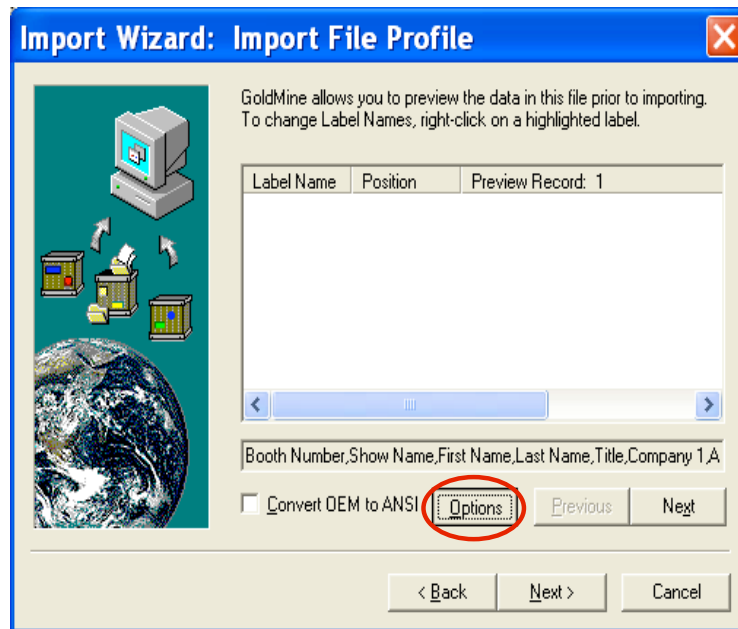 Import Wizard: Import File Profile
GoldMine allows you to preview the data in this file prior to importing.
To change Label Names, right-click on a highlighted label.
Label Name Position Preview Record: 1
Booth Number,Show Name,First Name,Last Name,Title,Company 1,A
Convert OEM to ANSI Options Previous Next
< Back Next > Cancel